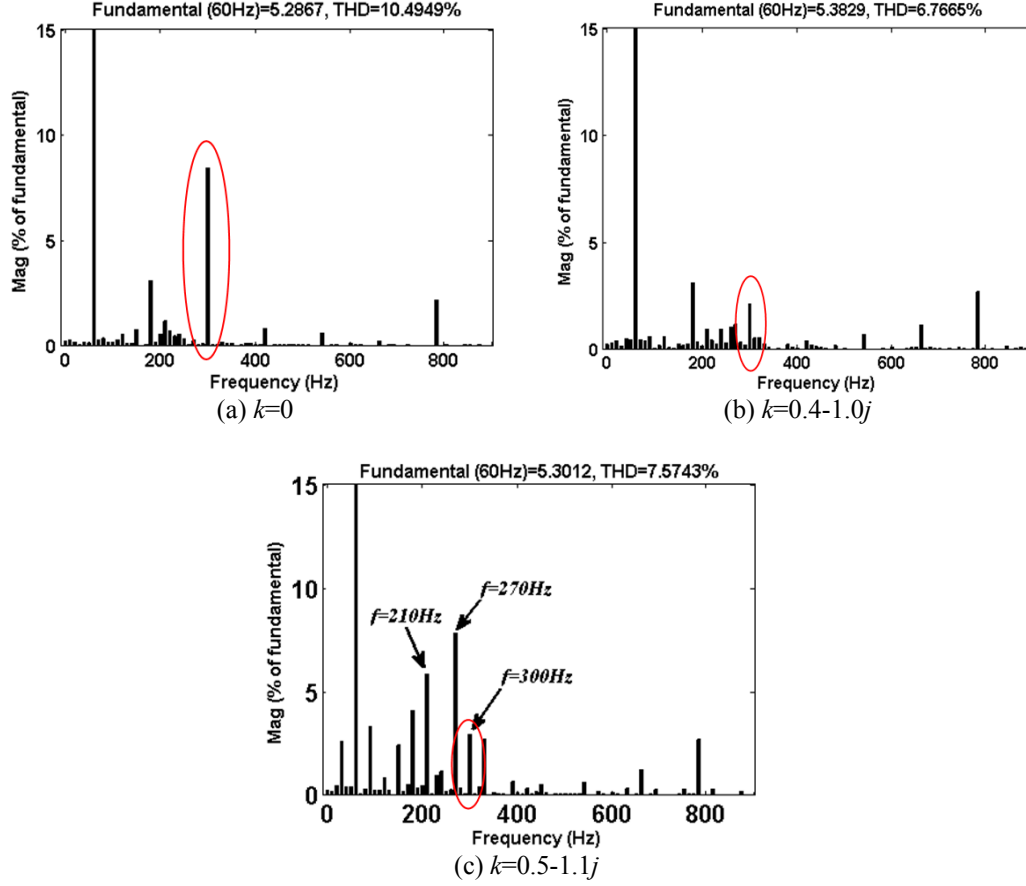 Fundamental (60Hz)=5.2867, THD=10.4949%
Mag (% of fundamental)
15
10
5
0
0 200 400 600 800
Frequency (Hz)
(a) k=0
Fundamental (60Hz)=5.3829, THD=6.7665%
Mag (% of fundamental)
15
10
5
0
0 200 400 600 800
Frequency (Hz)
(b) k=0.4-1.0j
Fundamental (60Hz)=5.3012, THD=7.5743%
Mag (% of fundamental)
15
10
5
0
f=270Hz
f=210Hz
f=300Hz
0 200 400 600 800
Frequency (Hz)
(c) k=0.5-1.1j